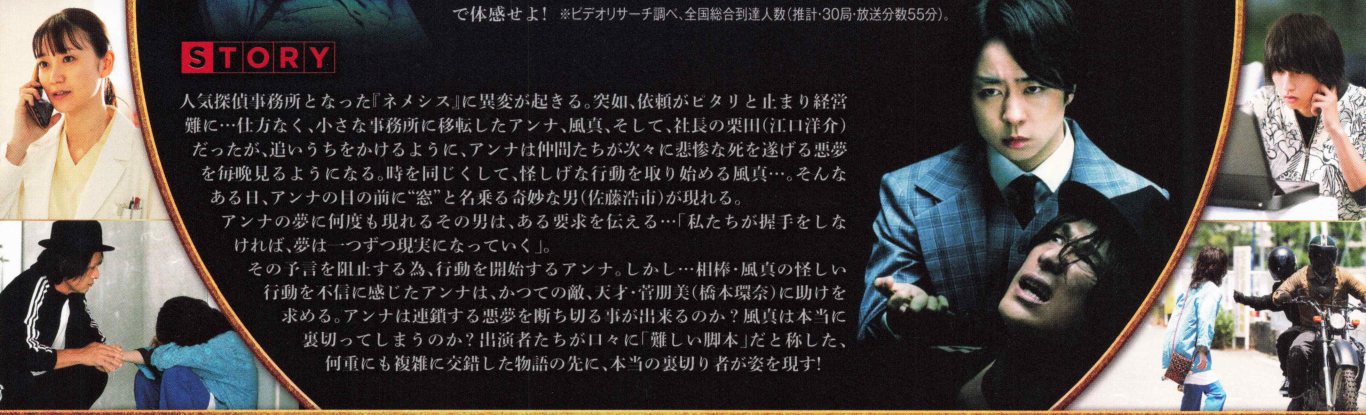 で体感せよ! ※ビデオリサーチ調べ、全国総合到達人数(推計・30局・放送分数55分)。
STORY
人気探偵事務所となった『ネメシス』に異変が起きる。突如、依頼がピタリと止まり経営
難に…仕方なく、小さな事務所に移転したアンナ、風真、そして、社長の栗田(江口洋介)
だったが、追いうちをかけるように、アンナは仲間たちが次々に悲惨な死を遂げる悪夢
を毎晩見るようになる。時を同じくして、怪しげな行動を取り始める風真…。そんな
ある日、アンナの目の前に“窓”と名乗る奇妙な男(佐藤浩市)が現れる。
アンナの夢に何度も現れるその男は、ある要求を伝える…「私たちが握手をしな
ければ、夢は一つずつ現実になっていく」。
その予言を阻止する為、行動を開始するアンナ。しかし…相棒・風真の怪しい
行動を不信に感じたアンナは、かつての敵、天才・菅朋美(橋本環奈)に助けを
求める。アンナは連鎖する悪夢を断ち切る事が出来るのか?風真は本当に
裏切ってしまうのか?出演者たちが口々に「難しい脚本」だと称した、
何重にも複雑に交錯した物語の先に、本当の裏切り者が姿を現す!